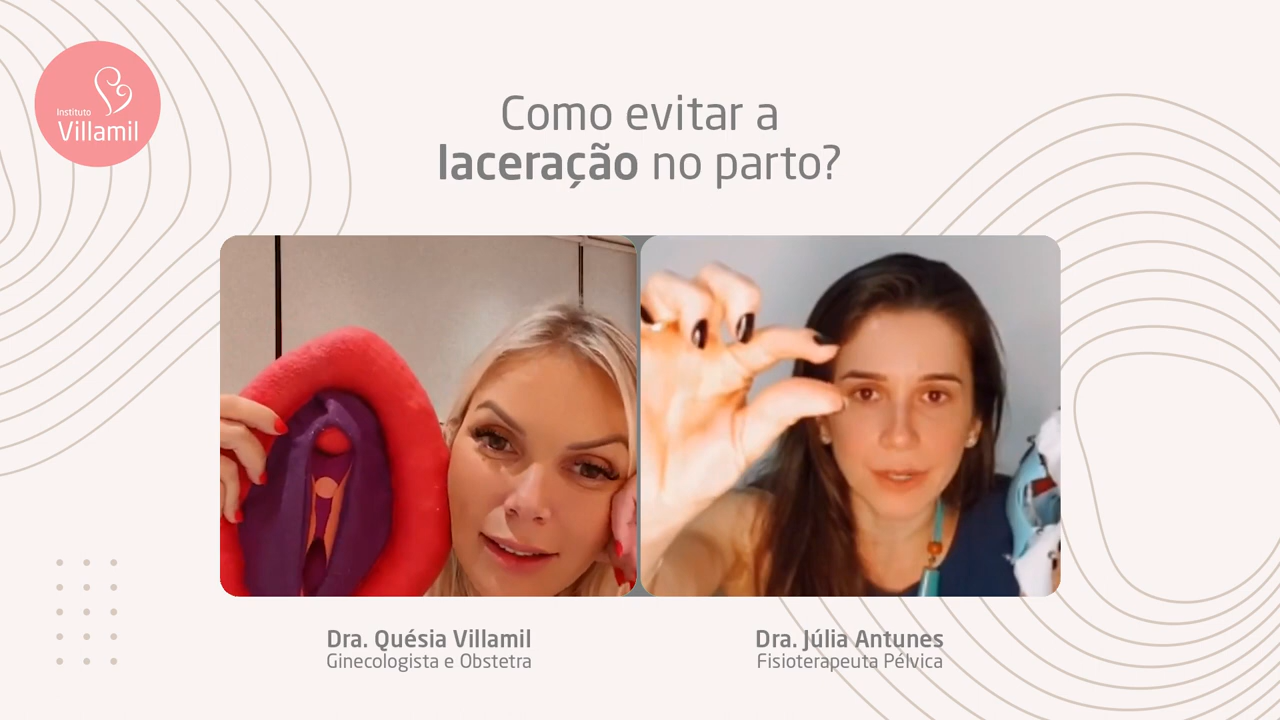 Instituto
Villamil
Como evitar a
laceração no parto?
Dra. Quésia Villamil
Ginecologista e Obstetra
Dra. Júlia Antunes
Fisioterapeuta Pélvica